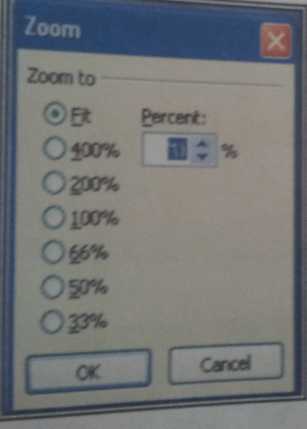 Zoom
Zoom to
Fit
Percent:
400%
%
200%
100%
66%
50%
33%
OK
Cancel